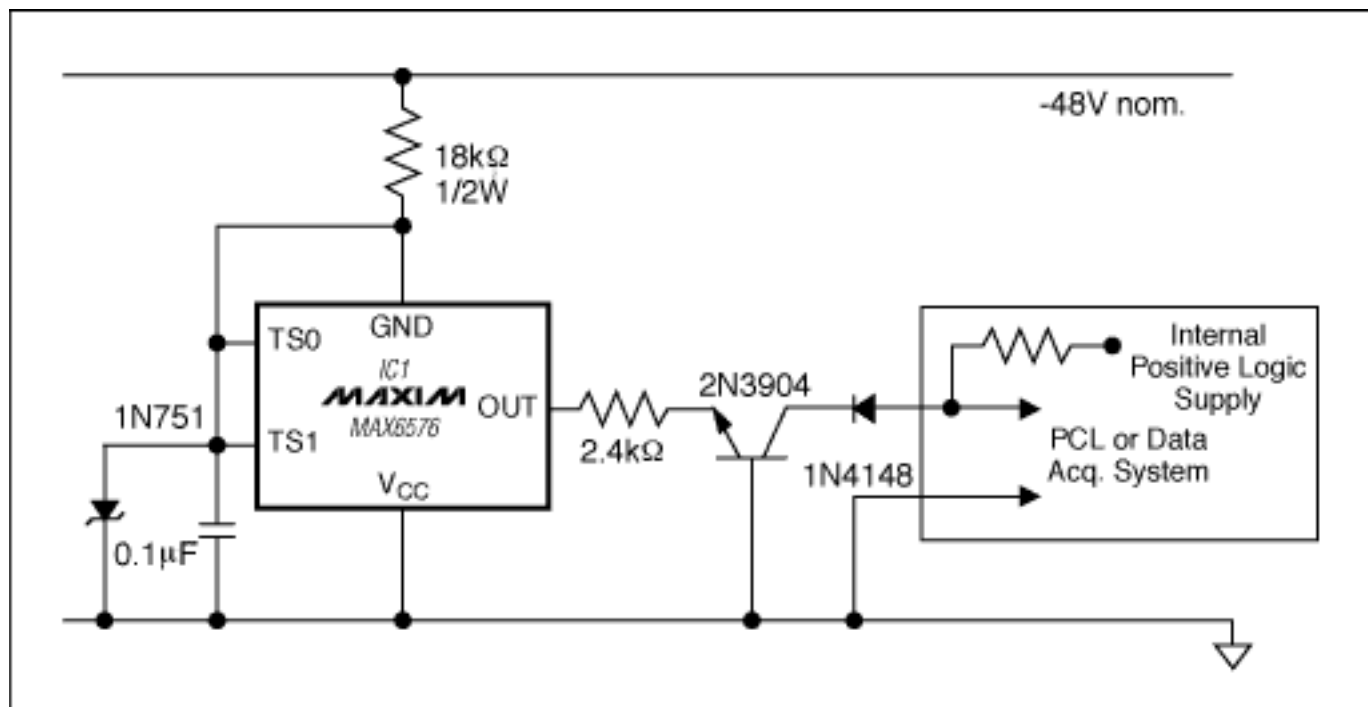 -48V nom.
18kΩ
1/2W
GND
TS0
IC1
MAXIM
MAX6576
OUT
TS1
VCC
1N751
0.1µF
2.4kΩ
2N3904
1N4148
Internal
Positive Logic
Supply
PCL or Data
Acq. System